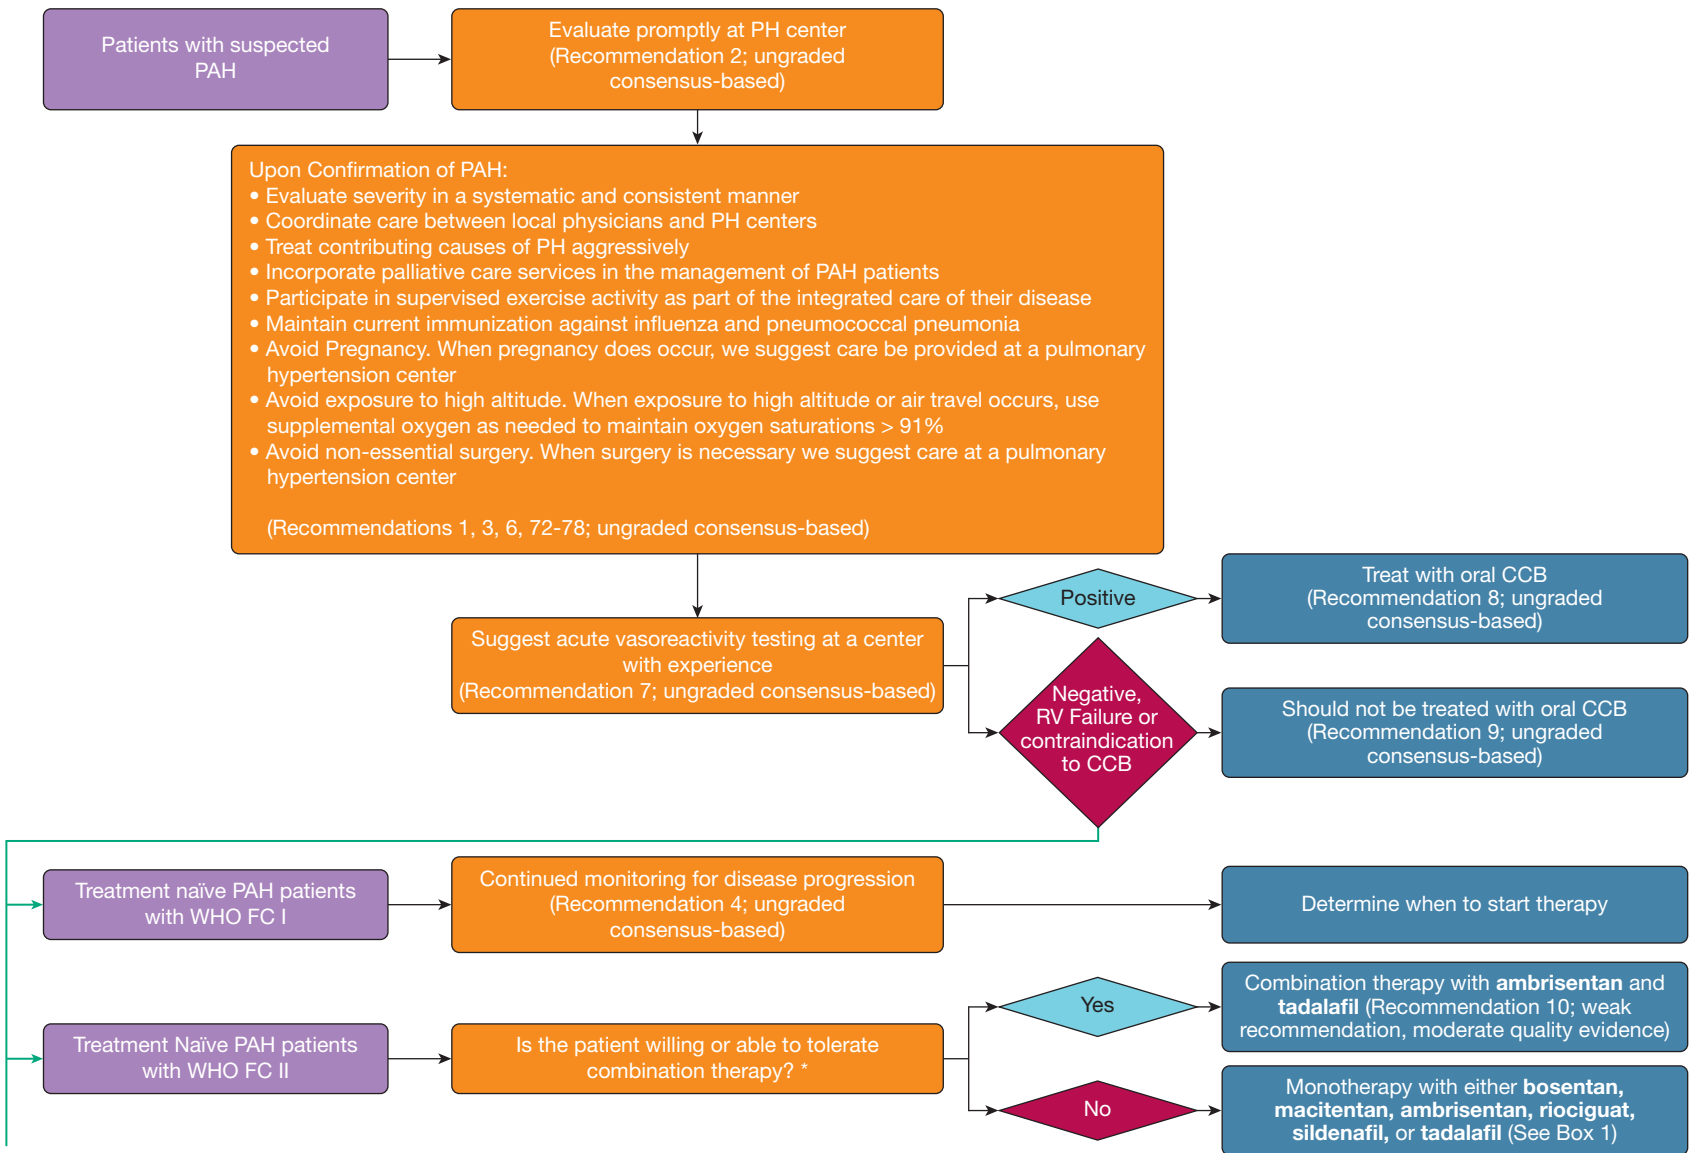 Patients with suspected
PAH
Evaluate promptly at PH center
(Recommendation 2; ungraded
consensus-based)
Upon Confirmation of PAH:
• Evaluate severity in a systematic and consistent manner
• Coordinate care between local physicians and PH centers
• Treat contributing causes of PH aggressively
• Incorporate palliative care services in the management of PAH patients
• Participate in supervised exercise activity as part of the integrated care of their disease
• Maintain current immunization against influenza and pneumococcal pneumonia
• Avoid Pregnancy. When pregnancy does occur, we suggest care be provided at a pulmonary
hypertension center
• Avoid exposure to high altitude. When exposure to high altitude or air travel occurs, use
supplemental oxygen as needed to maintain oxygen saturations > 91%
• Avoid non-essential surgery. When surgery is necessary we suggest care at a pulmonary
hypertension center
(Recommendations 1, 3, 6, 72-78; ungraded consensus-based)
Suggest acute vasoreactivity testing at a center
with experience
(Recommendation 7; ungraded consensus-based)
Positive
Treat with oral CCB
(Recommendation 8; ungraded
consensus-based)
Negative,
RV Failure or
contraindication
to CCB
Should not be treated with oral CCB
(Recommendation 9; ungraded
consensus-based)
Treatment naïve PAH patients
with WHO FC I
Continued monitoring for disease progression
(Recommendation 4; ungraded
consensus-based)
Determine when to start therapy
Treatment Naïve PAH patients
with WHO FC II
Is the patient willing or able to tolerate
combination therapy? *
Yes
Combination therapy with ambrisentan and
tadalafil (Recommendation 10; weak
recommendation, moderate quality evidence)
No
Monotherapy with either bosentan,
macitentan, ambrisentan, riociguat,
sildenafil, or tadalafil (See Box 1)